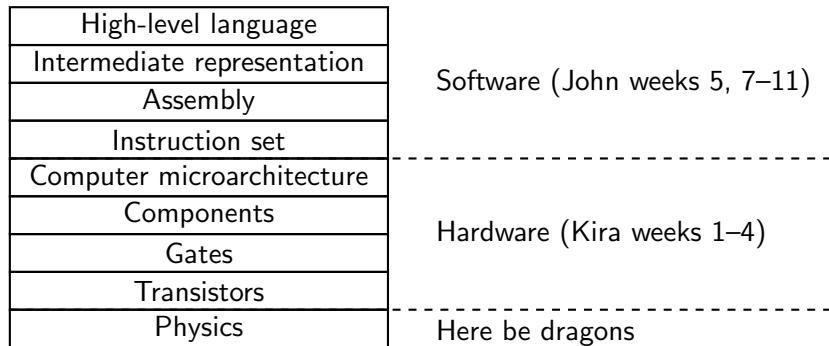 High-level language
Intermediate representation
Assembly
Instruction set
Software (John weeks 5, 7–11)
Computer microarchitecture
Components
Gates
Transistors
Hardware (Kira weeks 1–4)
Physics
Here be dragons